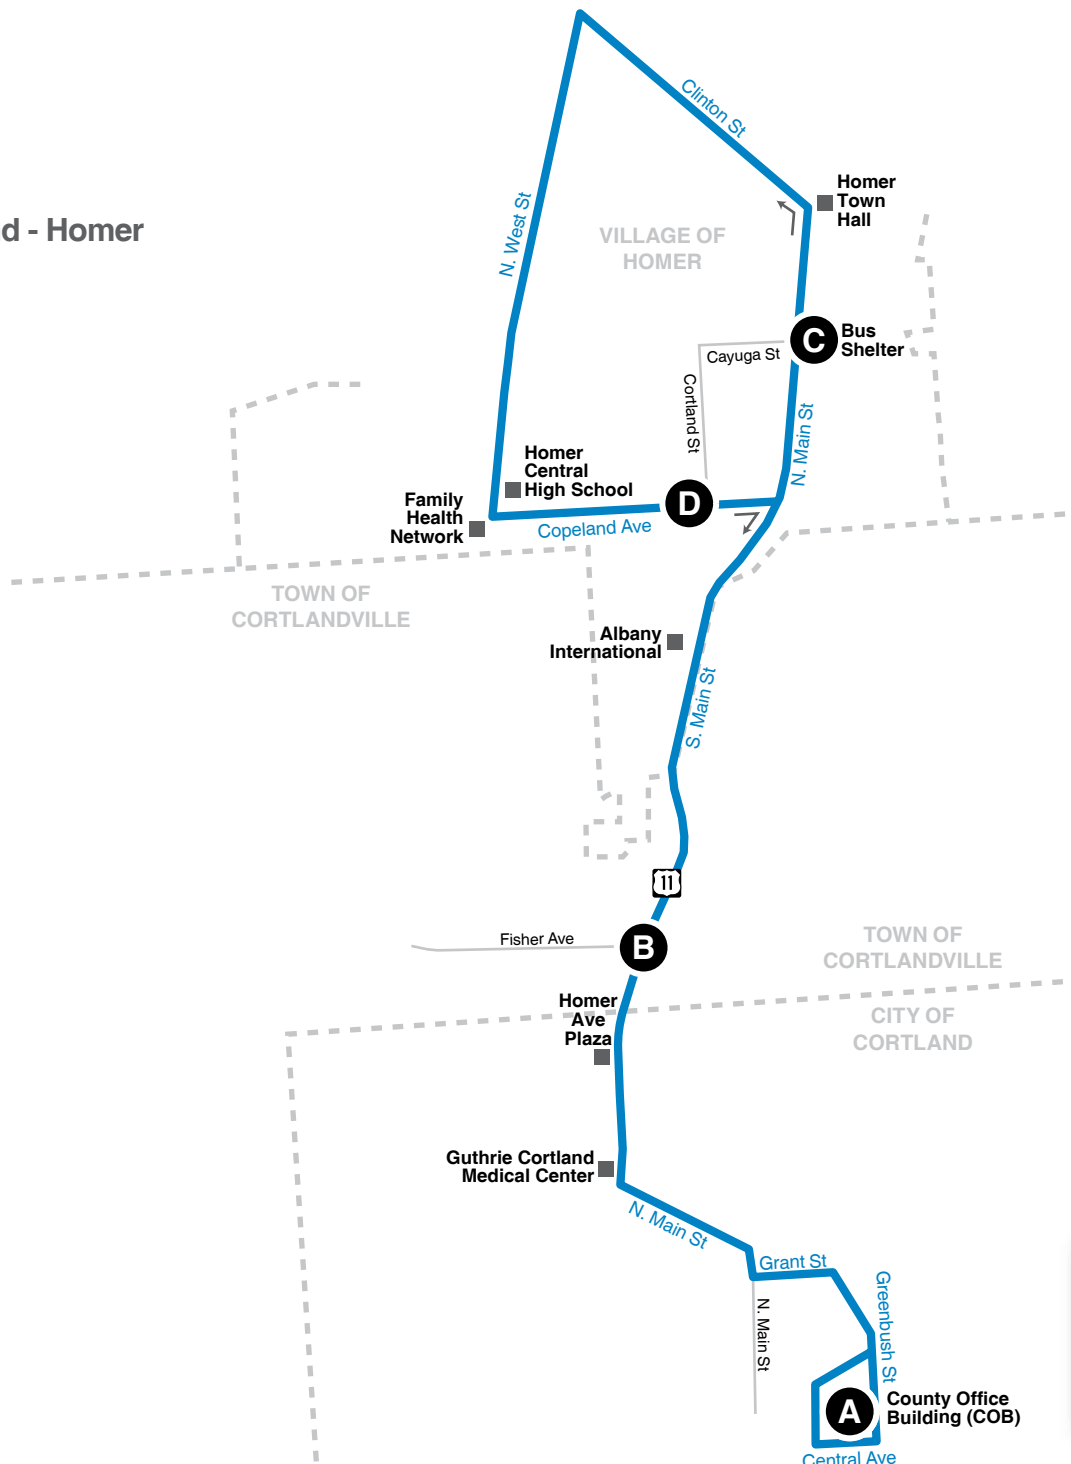 Clinton St
Homer
Town
Hall
d - Homer
N. West St
VILLAGE OF
HOMER
C
Bus
Shelter
Cayuga St
Cortland St
N. Main St
Homer
Central
High School
Family
Health
Network
D
Copeland Ave
TOWN OF
CORTLANDVILLE
Albany
International
S. Main St
11
B
Fisher Ave
TOWN OF
CORTLANDVILLE
Homer
Ave
Plaza
CITY OF
CORTLAND
Guthrie Cortland
Medical Center
N. Main St
Grant St
Greenbush St
N. Main St
A
County Office
Building (COB)
Central Ave